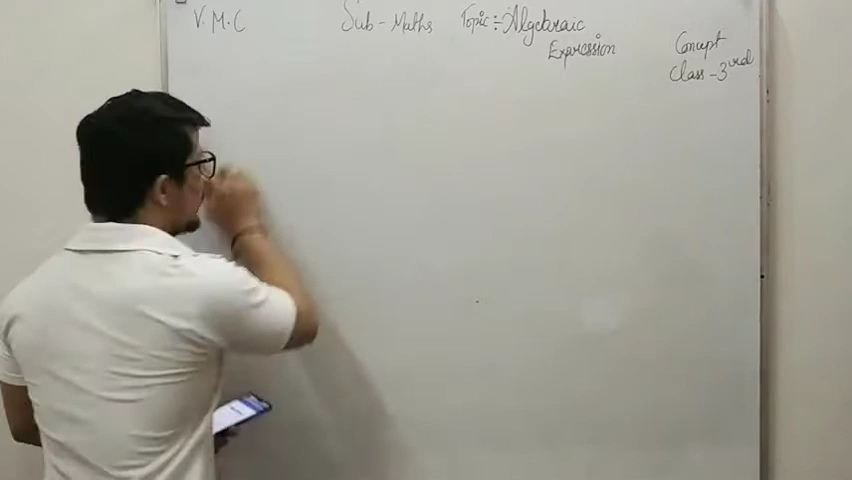 V.M.C Sub - Maths Topic :- Algebraic
Expression
Concept
Class - 3rd